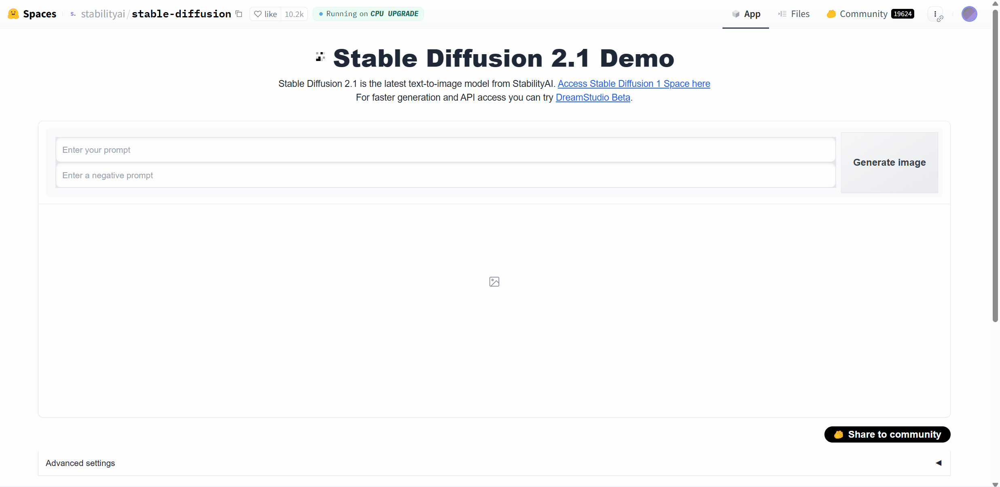 Spaces
s. stabilityai/stable-diffusion
like 10.2k
Running on CPU UPGRADE
App
Files
Community 19624
Stable Diffusion 2.1 Demo
Stable Diffusion 2.1 is the latest text-to-image model from StabilityAI. Access Stable Diffusion 1 Space here
For faster generation and API access you can try DreamStudio Beta.
Enter your prompt
Enter a negative prompt
Generate image
Share to community
Advanced settings